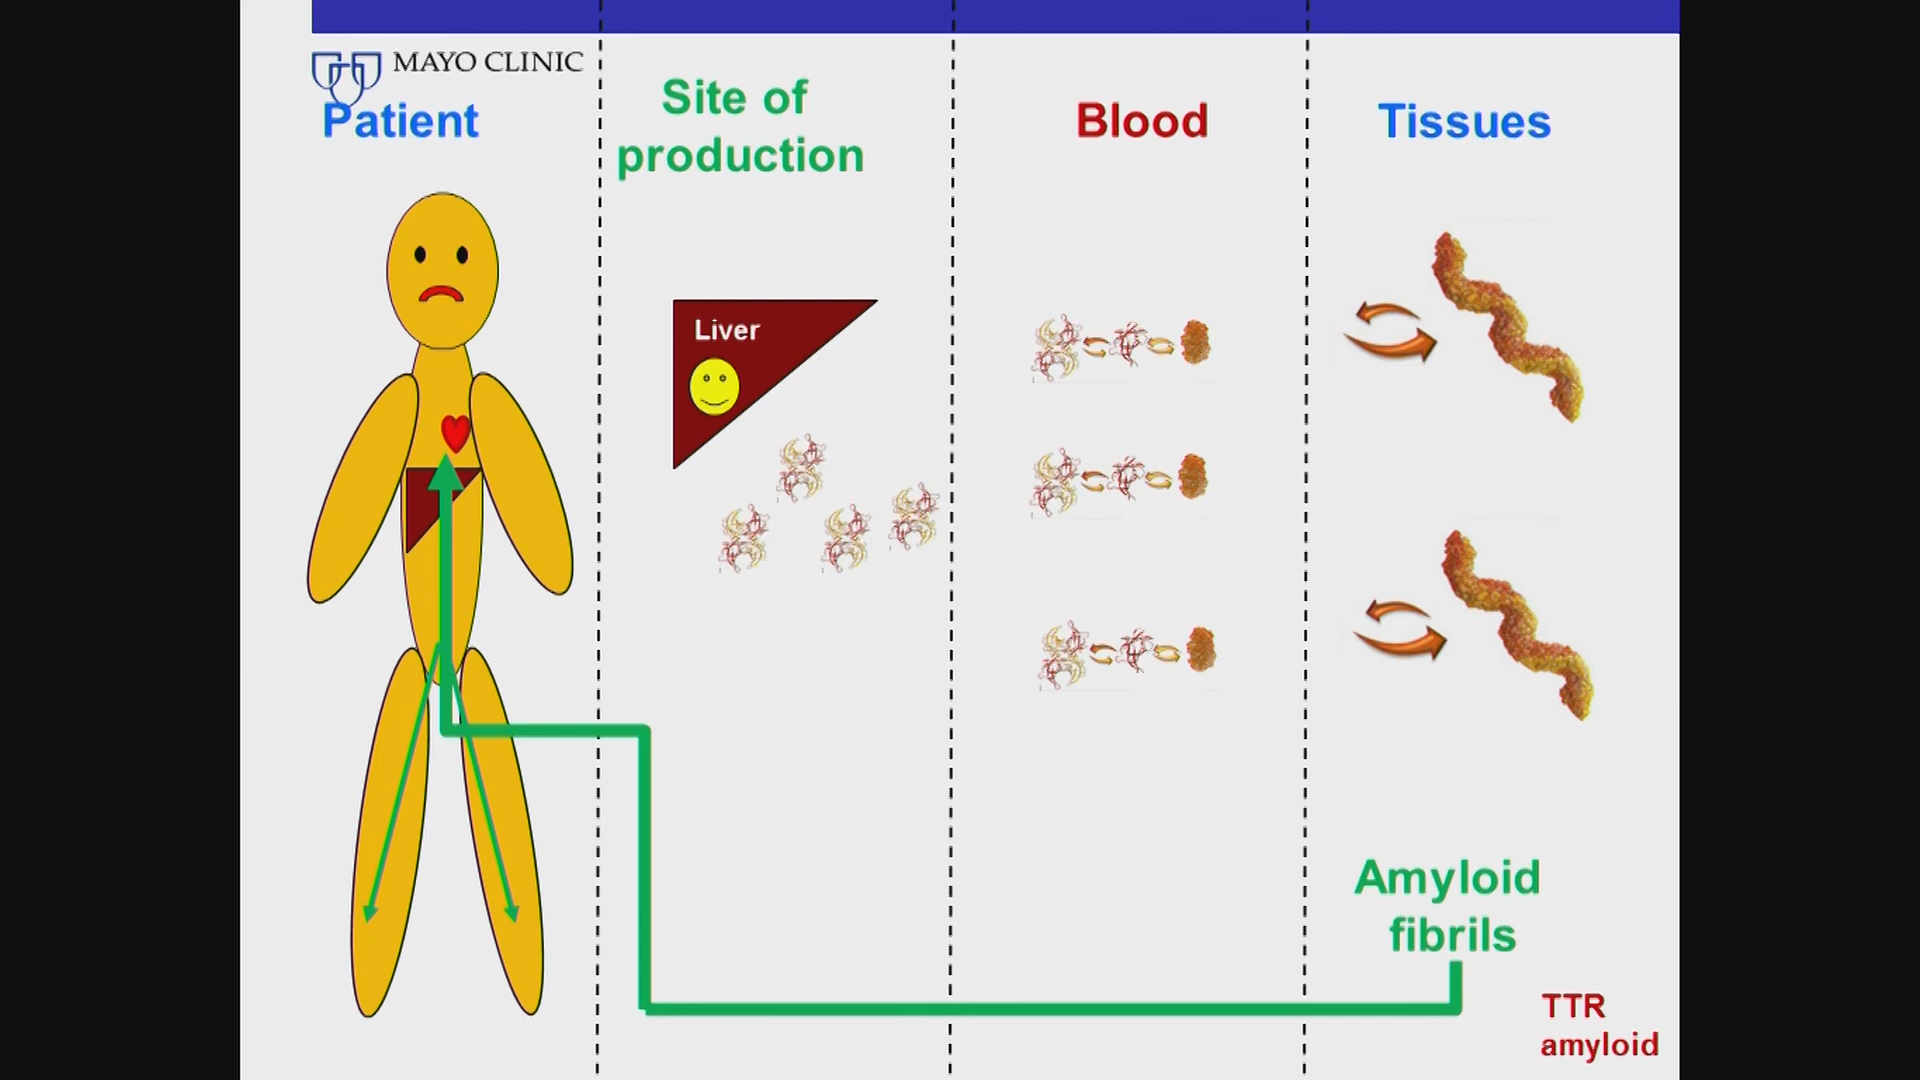 MAYO CLINIC
Patient
Site of
production
Blood
Tissues
Liver
Amyloid
fibrils
TTR
amyloid